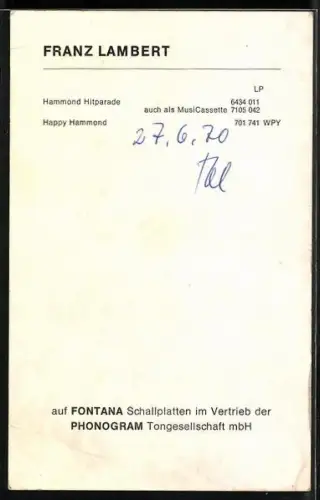 FRANZ LAMBERT
LP
Hammond Hitparade 6434 011
auch als MusiCassette 7105 042
Happy Hammond 701 741 WPY
27.6.70
auf FONTANA Schallplatten im Vertrieb der
PHONOGRAM Tongesellschaft mbH